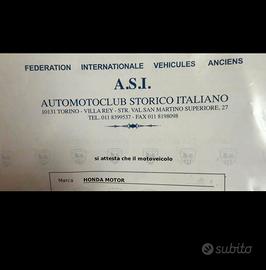 FEDERATION INTERNATIONALE VEHICULES ANCIENS
A.S.I.
AUTOMOTOCLUB STORICO ITALIANO
10131 TORINO - VILLA REY - STR. VAL SAN MARTINO SUPERIORE, 27
TEL. 011 8399537 - FAX 011 8198098
si attesta che il motoveicolo
Marca HONDA MOTOR
subito